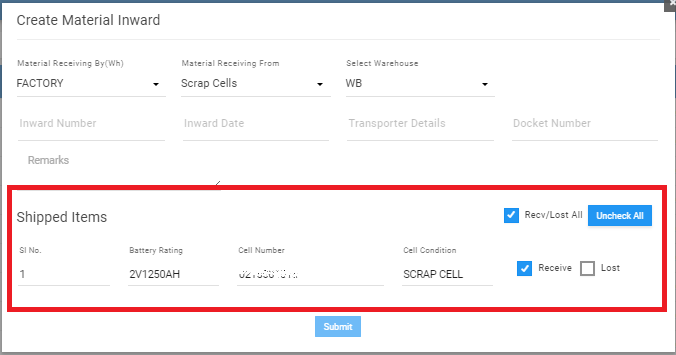 Create Material Inward
Material Receiving By(Wh) Material Receiving From Select Warehouse
FACTORY Scrap Cells WB
Inward Number Inward Date Transporter Details Docket Number
Remarks
Shipped Items Recv/Lost All Uncheck All
Sl No. Battery Rating Cell Number Cell Condition
1 2V1250AH SCRAP CELL Receive Lost
Submit